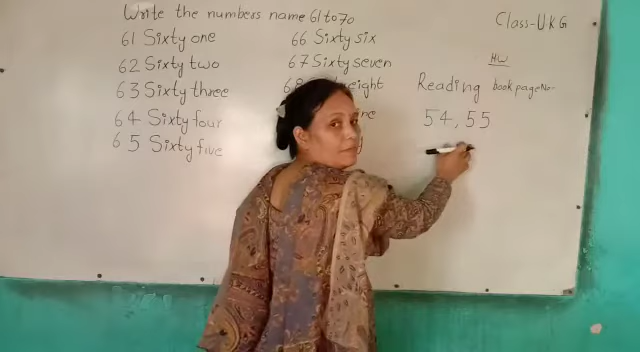 Write the numbers name 61 to 70
Class-U.K.G
61 Sixty one
62 Sixty two
63 Sixty three
64 Sixty four
65 Sixty five
66 Sixty six
67 Sixty seven
68 eight
HW
Reading book page No-
54, 55